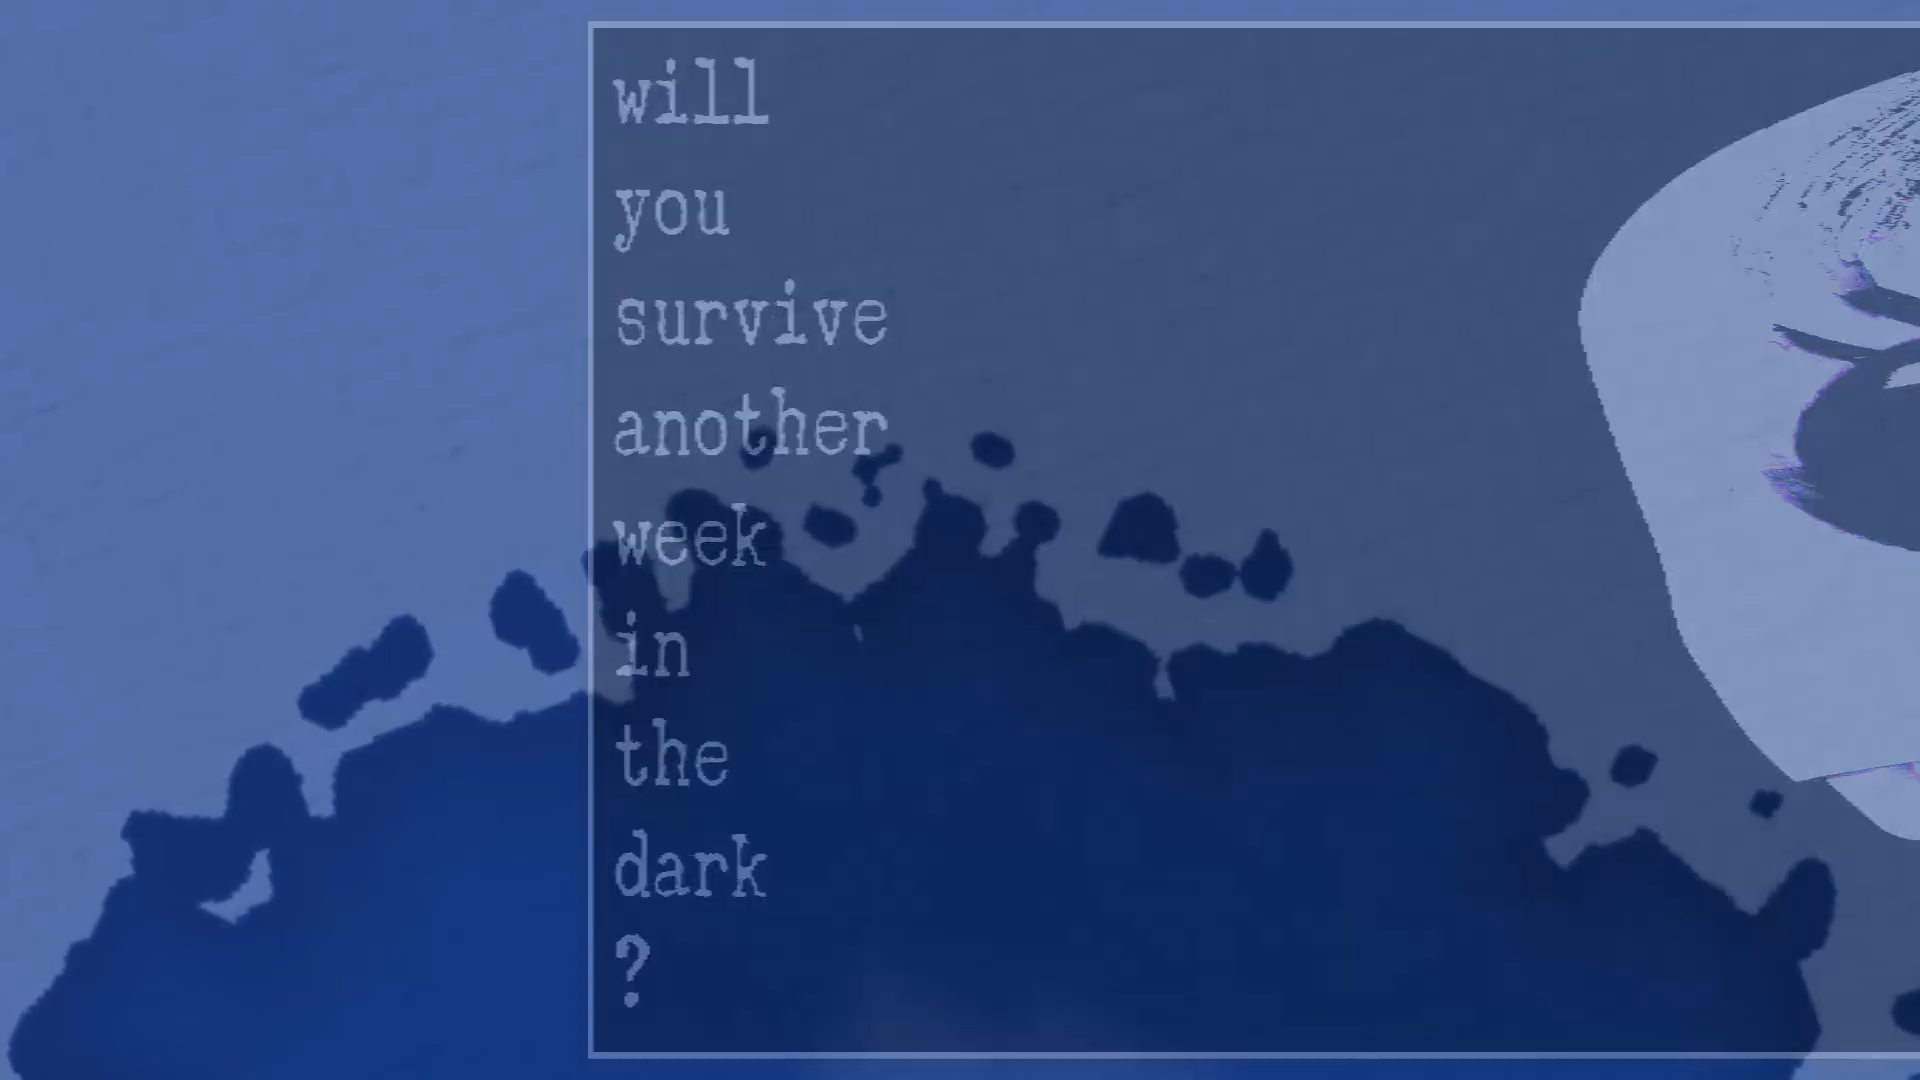 will
you
survive
another
week
in
the
dark
?